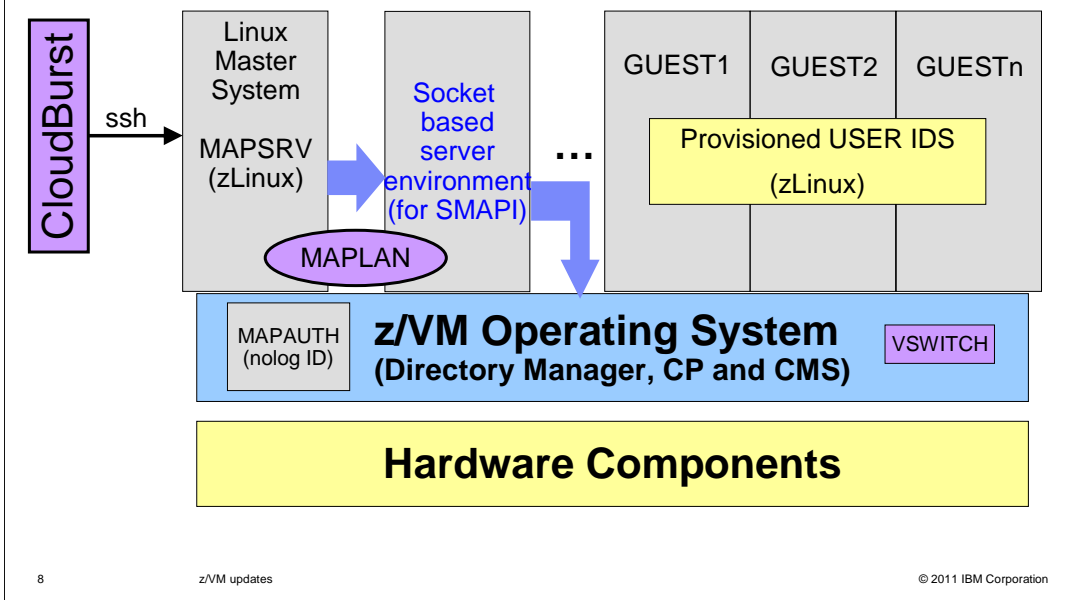 CloudBurst
ssh
Linux
Master
System
MAPSRV
(zLinux)
Socket
based
server
environment
(for SMAPI)
MAPLAN
...
GUEST1
GUEST2
GUESTn
Provisioned USER IDS
(zLinux)
MAPAUTH
(nolog ID)
z/VM Operating System
(Directory Manager, CP and CMS)
VSWITCH
Hardware Components
8
z/VM updates
© 2011 IBM Corporation